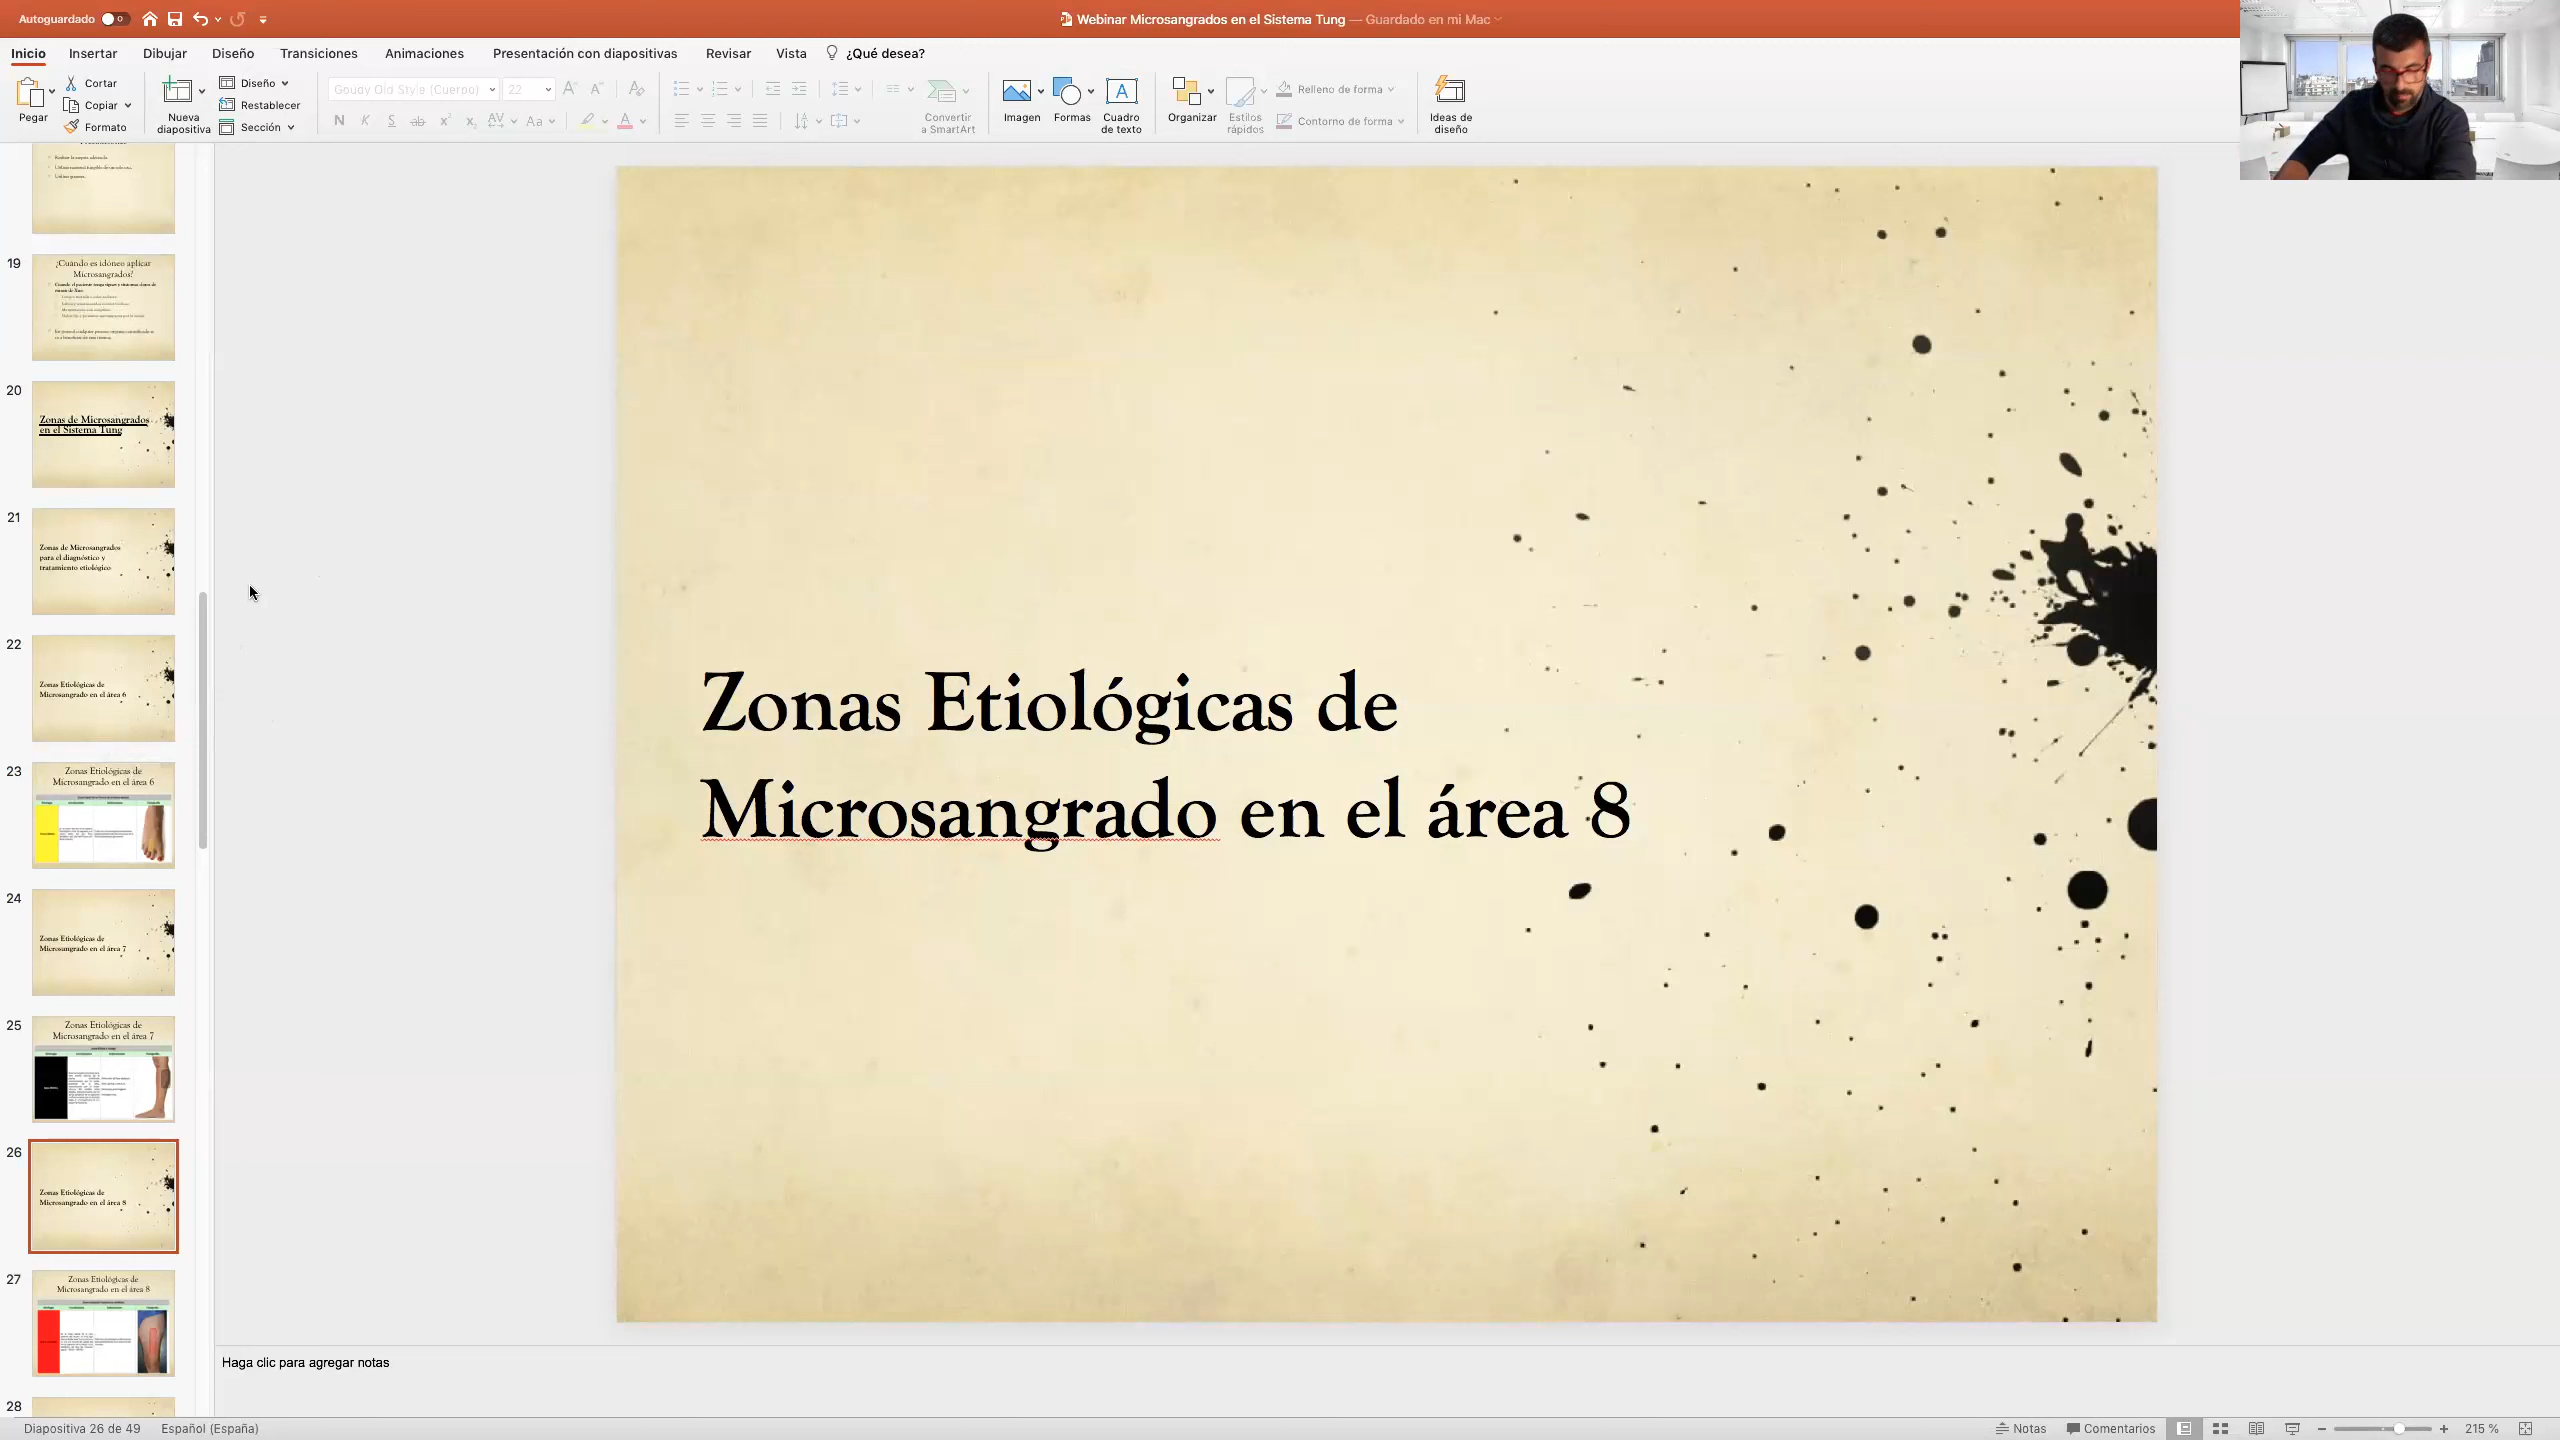 Autoguardado
Webinar Microsangrados en el Sistema Tung — Guardado en mi Mac
Inicio Insertar Dibujar Diseño Transiciones Animaciones Presentación con diapositivas Revisar Vista ¿Qué desea?
Pegar
Cortar
Copiar
Formato
Nueva
diapositiva
Diseño
Restablecer
Sección
Goudy Old Style (Cuerpo) 22
Convertir
a SmartArt
Imagen
Formas
Cuadro
de texto
Organizar
Estilos
rápidos
Relleno de forma
Contorno de forma
Ideas de
diseño
19
¿Cuándo es idóneo aplicar
Microsangrados?
20
Zonas de Microsangrados
en el Sistema Tung
21
Zonas de Microsangrados
para el diagnóstico y
tratamiento etiológico
22
Zonas Etiológicas de
Microsangrado en el área 6
23
Zonas Etiológicas de
Microsangrado en el área 6
24
Zonas Etiológicas de
Microsangrado en el área 7
25
Zonas Etiológicas de
Microsangrado en el área 7
26
Zonas Etiológicas de
Microsangrado en el área 8
27
Zonas Etiológicas de
Microsangrado en el área 8
28
Zonas Etiológicas de
Microsangrado en el área 8
Haga clic para agregar notas
Diapositiva 26 de 49 Español (España)
Notas Comentarios 215 %